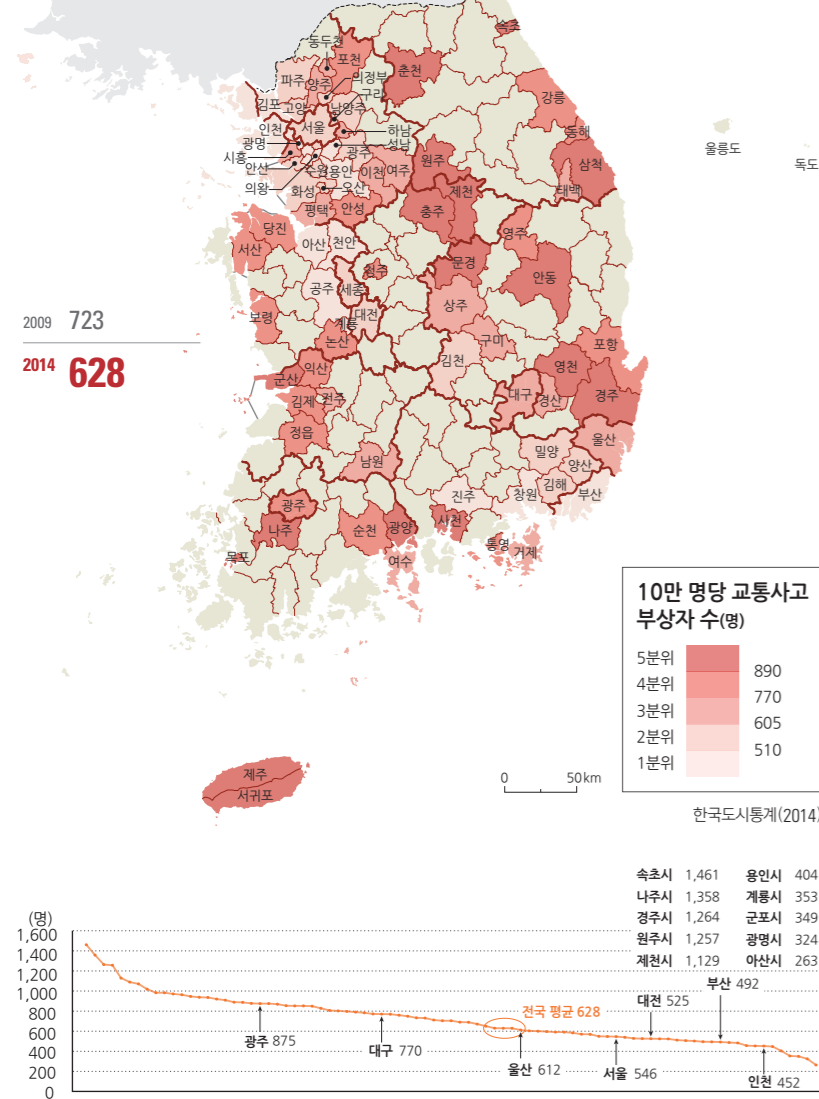 속초
동두천
포천
춘천
파주
양주
의정부
구리
강릉
김포
고양
남양주
인천
서울
하남
동해
울릉도
광명
성남
시흥
광주
원주
삼척
독도
안산
수원
용인
이천
여주
의왕
화성
오산
제천
태백
평택
안성
충주
당진
영주
서산
아산
천안
문경
청주
안동
공주
세종
상주
보령
대전
계룡
2009 723
논산
구미
포항
김천
2014 628
익산
영천
군산
김제
전주
대구
경산
경주
정읍
울산
남원
밀양
양산
진주
창원
김해
부산
광주
나주
순천
광양
사천
목포
여수
통영
거제
10만 명당 교통사고
부상자 수(명)
5분위
890
4분위
770
3분위
605
2분위
510
1분위
제주
서귀포
0 50km
한국도시통계(2014)
속초시 1,461 용인시 404
나주시 1,358 계룡시 353
경주시 1,264 군포시 349
원주시 1,257 광명시 324
제천시 1,129 아산시 263
(명)
1,600
1,400
1,200
1,000
800
600
400
200
0
부산 492
대전 525
전국 평균 628
광주 875
대구 770
울산 612
서울 546
인천 452